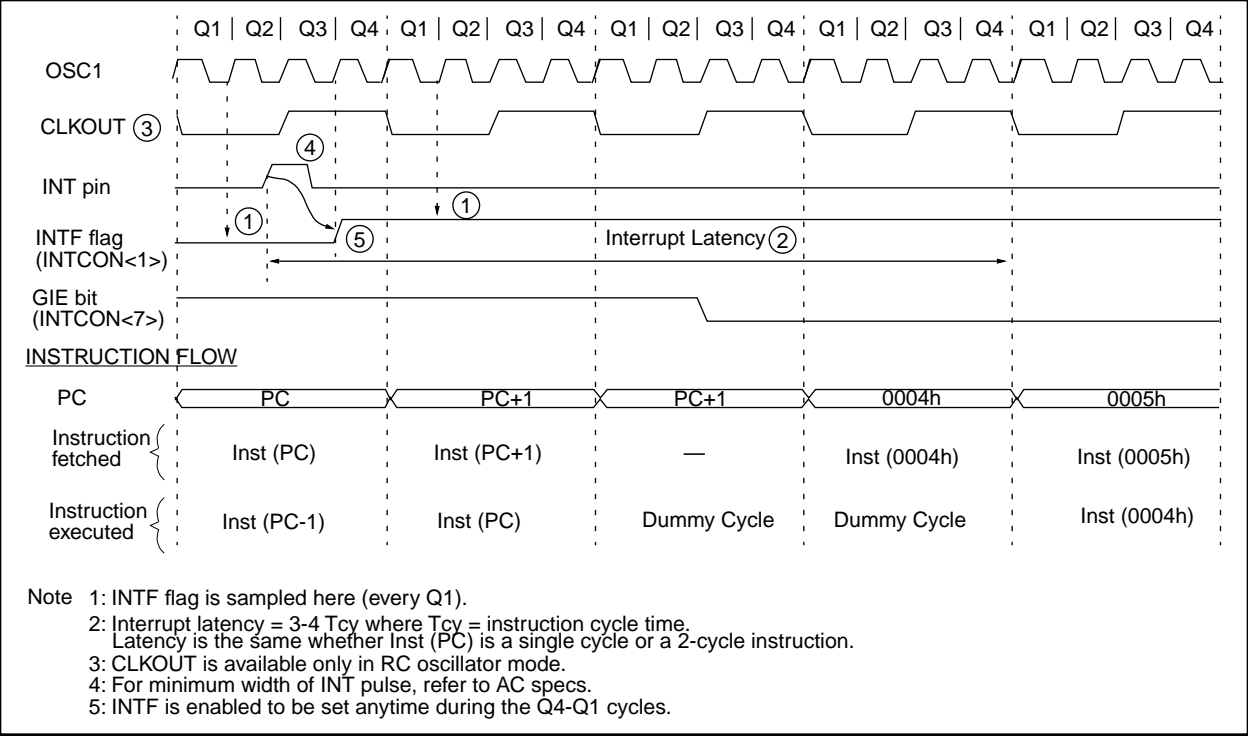 Q1 | Q2 | Q3 | Q4 Q1 | Q2 | Q3 | Q4 Q1 | Q2 | Q3 | Q4 Q1 | Q2 | Q3 | Q4 Q1 | Q2 | Q3 | Q4
OSC1
CLKOUT 3
4
INT pin
1 1
INTF flag
(INTCON<1>)
5
Interrupt Latency 2
GIE bit
(INTCON<7>)
INSTRUCTION FLOW
PC PC PC+1 PC+1 0004h 0005h
Instruction
fetched
Inst (PC) Inst (PC+1) — Inst (0004h) Inst (0005h)
Instruction
executed
Inst (PC-1) Inst (PC) Dummy Cycle Dummy Cycle Inst (0004h)
Note 1: INTF flag is sampled here (every Q1).
2: Interrupt latency = 3-4 Tcy where Tcy = instruction cycle time.
Latency is the same whether Inst (PC) is a single cycle or a 2-cycle instruction.
3: CLKOUT is available only in RC oscillator mode.
4: For minimum width of INT pulse, refer to AC specs.
5: INTF is enabled to be set anytime during the Q4-Q1 cycles.